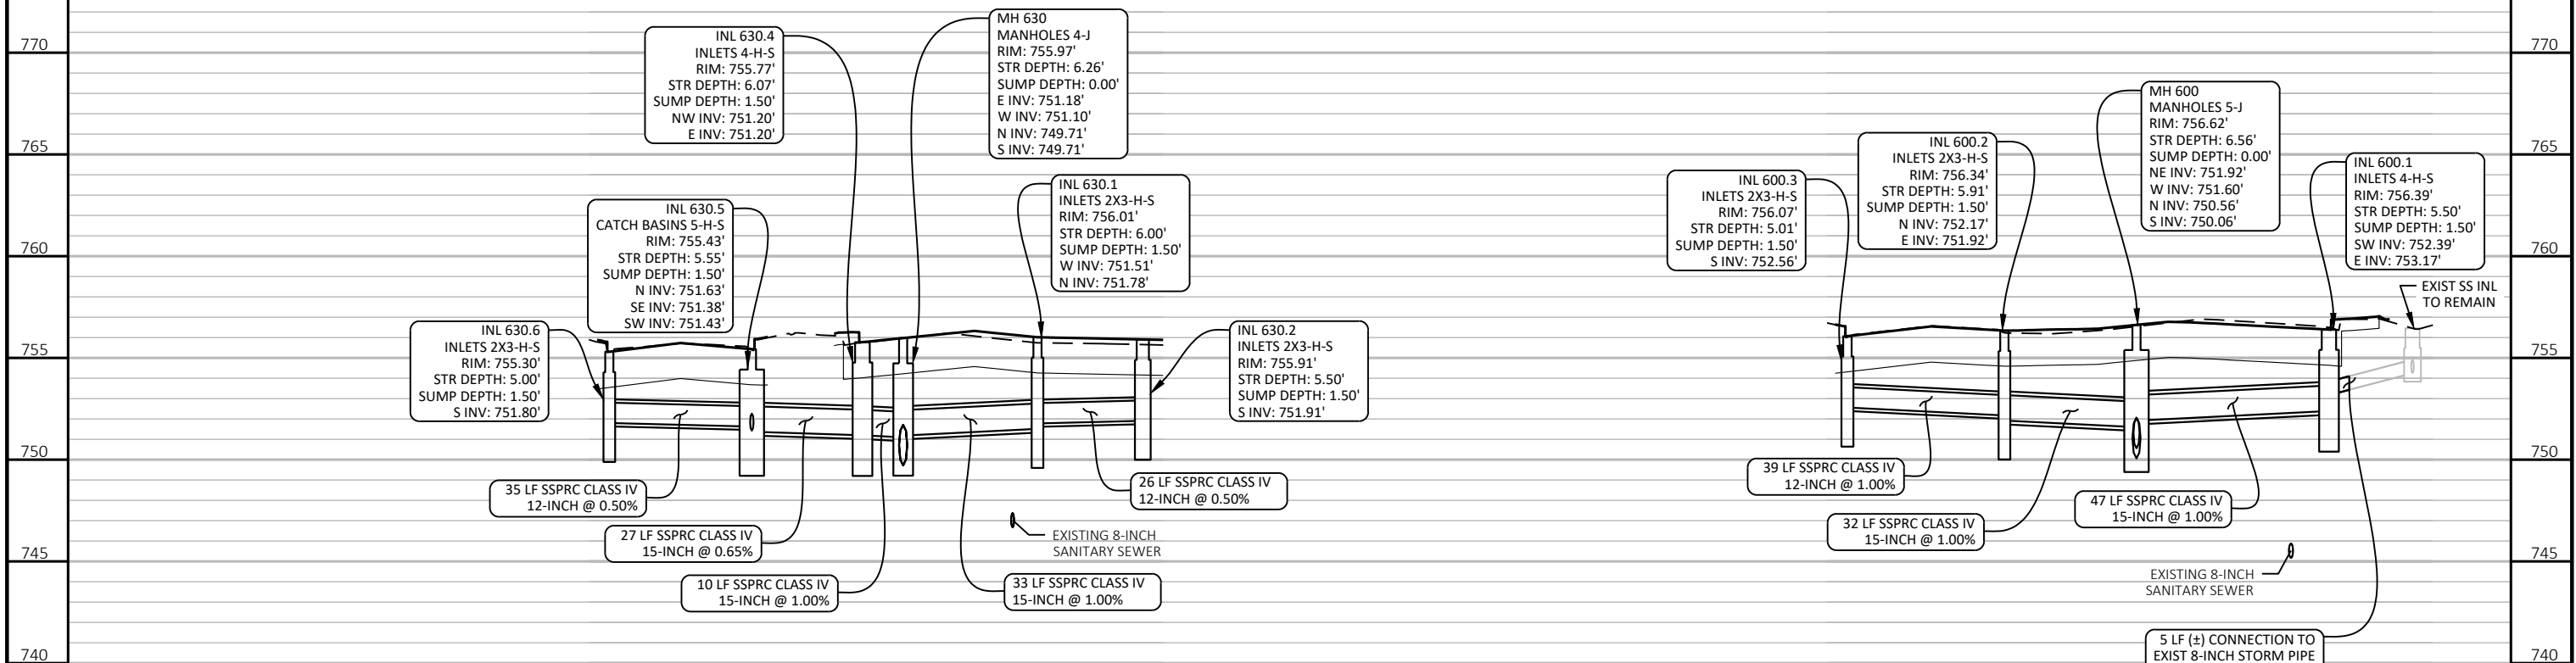 770
765
760
755
750
745
740
INL 630.6
INLETS 2X3-H-S
RIM: 755.30'
STR DEPTH: 5.00'
SUMP DEPTH: 1.50'
S INV: 751.80'
INL 630.5
CATCH BASINS 5-H-S
RIM: 755.43'
STR DEPTH: 5.55'
SUMP DEPTH: 1.50'
N INV: 751.63'
SE INV: 751.38'
SW INV: 751.43'
INL 630.4
INLETS 4-H-S
RIM: 755.77'
STR DEPTH: 6.07'
SUMP DEPTH: 1.50'
NW INV: 751.20'
E INV: 751.20'
MH 630
MANHOLES 4-J
RIM: 755.97'
STR DEPTH: 6.26'
SUMP DEPTH: 0.00'
E INV: 751.18'
W INV: 751.10'
N INV: 749.71'
S INV: 749.71'
INL 630.1
INLETS 2X3-H-S
RIM: 756.01'
STR DEPTH: 6.00'
SUMP DEPTH: 1.50'
W INV: 751.51'
N INV: 751.78'
INL 630.2
INLETS 2X3-H-S
RIM: 755.91'
STR DEPTH: 5.50'
SUMP DEPTH: 1.50'
S INV: 751.91'
35 LF SSPRC CLASS IV
12-INCH @ 0.50%
27 LF SSPRC CLASS IV
15-INCH @ 0.65%
10 LF SSPRC CLASS IV
15-INCH @ 1.00%
33 LF SSPRC CLASS IV
15-INCH @ 1.00%
26 LF SSPRC CLASS IV
12-INCH @ 0.50%
EXISTING 8-INCH
SANITARY SEWER
INL 600.3
INLETS 2X3-H-S
RIM: 756.07'
STR DEPTH: 5.01'
SUMP DEPTH: 1.50'
S INV: 752.56'
INL 600.2
INLETS 2X3-H-S
RIM: 756.34'
STR DEPTH: 5.91'
SUMP DEPTH: 1.50'
N INV: 752.17'
E INV: 751.92'
MH 600
MANHOLES 5-J
RIM: 756.62'
STR DEPTH: 6.56'
SUMP DEPTH: 0.00'
NE INV: 751.92'
W INV: 751.60'
N INV: 750.56'
S INV: 750.06'
INL 600.1
INLETS 4-H-S
RIM: 756.39'
STR DEPTH: 5.50'
SUMP DEPTH: 1.50'
SW INV: 752.39'
E INV: 753.17'
EXIST SS INL
TO REMAIN
39 LF SSPRC CLASS IV
12-INCH @ 1.00%
32 LF SSPRC CLASS IV
15-INCH @ 1.00%
47 LF SSPRC CLASS IV
15-INCH @ 1.00%
EXISTING 8-INCH
SANITARY SEWER
5 LF (±) CONNECTION TO
EXIST 8-INCH STORM PIPE
770
765
760
755
750
745
740